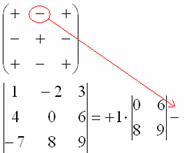 + − +
− + −
+ − +
1 −2 3
4 0 6 = +1· 0 6 −
−7 8 9 8 9